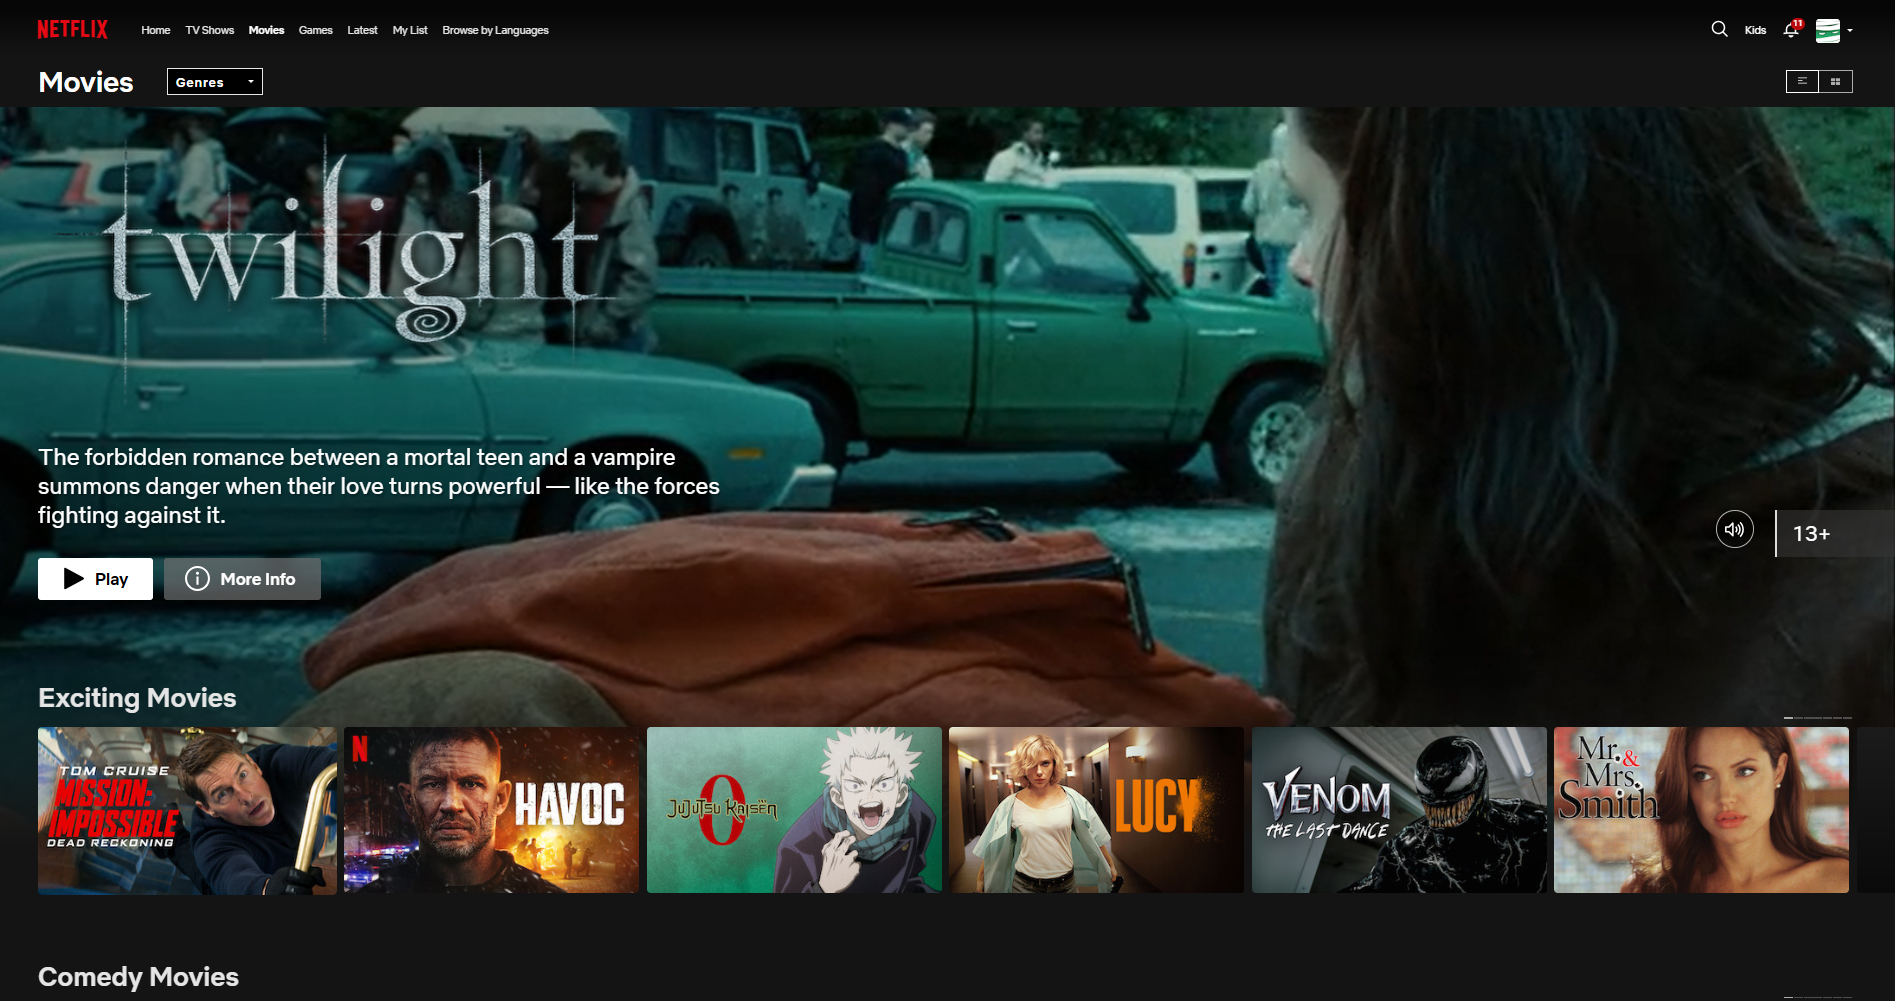 NETFLIX
Home TV Shows Movies Games Latest My List Browse by Languages
Kids
11
Movies
Genres
twilight
The forbidden romance between a mortal teen and a vampire
summons danger when their love turns powerful — like the forces
fighting against it.
13+
Play
More Info
Exciting Movies
TOM CRUISE
MISSION:
IMPOSSIBLE
DEAD RECKONING
N
HAVOC
JUJUTSU KAISEN
0
LUCY
VENOM
THE LAST DANCE
Mr. &
Mrs.
Smith
Comedy Movies